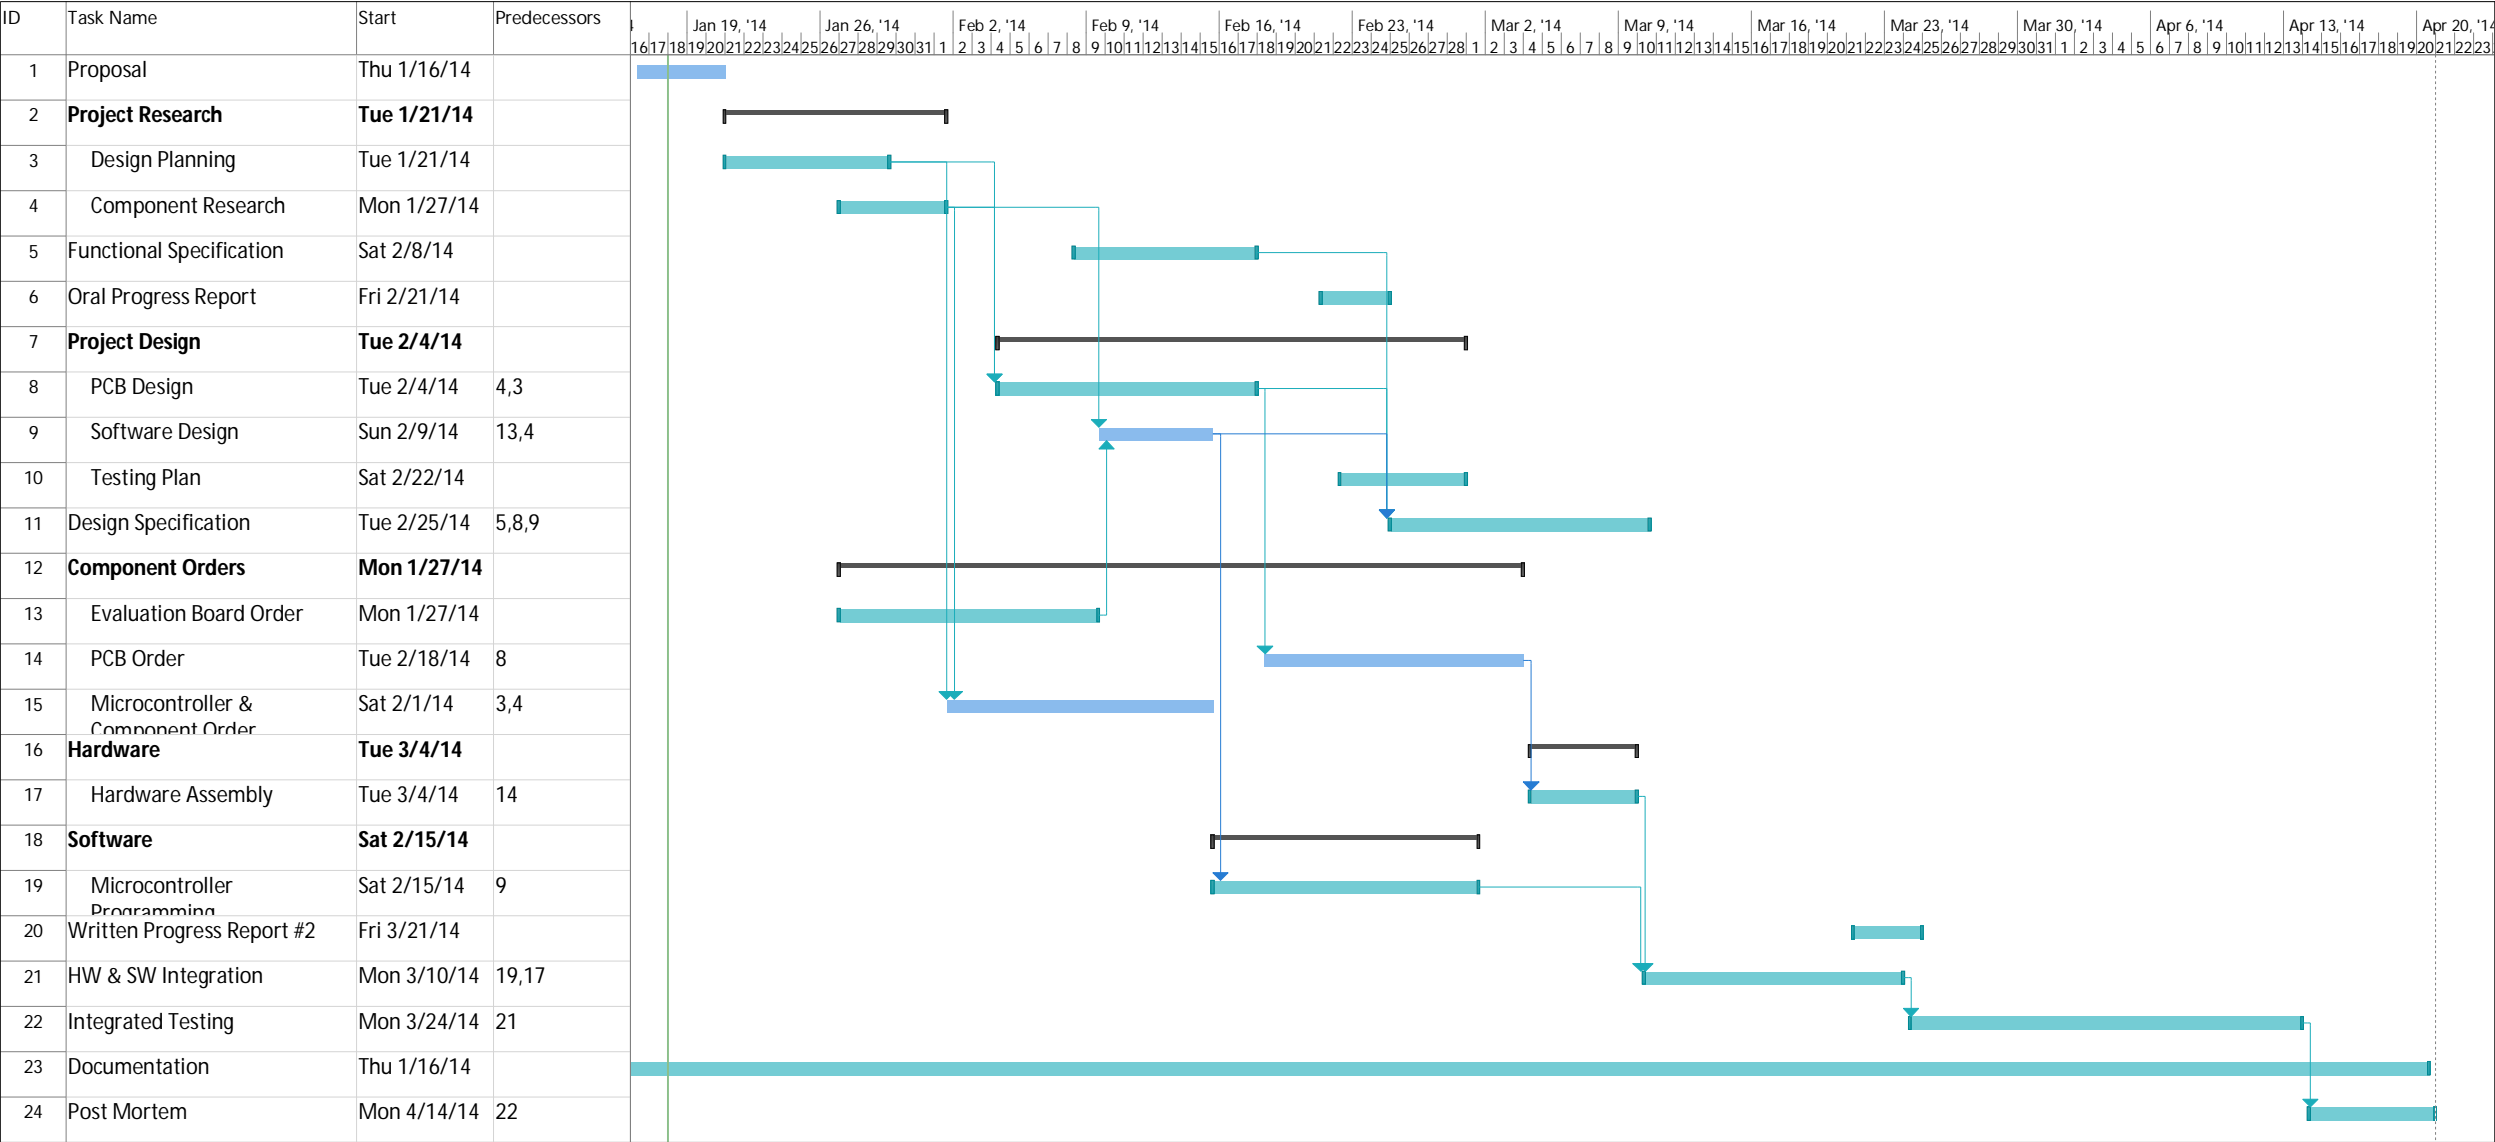 ID Task Name Start Predecessors
4 Jan 19, '14 Jan 26, '14 Feb 2, '14 Feb 9, '14 Feb 16, '14 Feb 23, '14 Mar 2, '14 Mar 9, '14 Mar 16, '14 Mar 23, '14 Mar 30, '14 Apr 6, '14 Apr 13, '14 Apr 20, '14
16 17 18 19 20 21 22 23 24 25 26 27 28 29 30 31 1 2 3 4 5 6 7 8 9 10 11 12 13 14 15 16 17 18 19 20 21 22 23 24 25 26 27 28 1 2 3 4 5 6 7 8 9 10 11 12 13 14 15 16 17 18 19 20 21 22 23 24 25 26 27 28 29 30 31 1 2 3 4 5 6 7 8 9 10 11 12 13 14 15 16 17 18 19 20 21 22 23
1 Proposal Thu 1/16/14
2 Project Research Tue 1/21/14
3 Design Planning Tue 1/21/14
4 Component Research Mon 1/27/14
5 Functional Specification Sat 2/8/14
6 Oral Progress Report Fri 2/21/14
7 Project Design Tue 2/4/14
8 PCB Design Tue 2/4/14 4,3
9 Software Design Sun 2/9/14 13,4
10 Testing Plan Sat 2/22/14
11 Design Specification Tue 2/25/14 5,8,9
12 Component Orders Mon 1/27/14
13 Evaluation Board Order Mon 1/27/14
14 PCB Order Tue 2/18/14 8
15 Microcontroller & Sat 2/1/14 3,4
Component Order
16 Hardware Tue 3/4/14
17 Hardware Assembly Tue 3/4/14 14
18 Software Sat 2/15/14
19 Microcontroller Sat 2/15/14 9
Programming
20 Written Progress Report #2 Fri 3/21/14
21 HW & SW Integration Mon 3/10/14 19,17
22 Integrated Testing Mon 3/24/14 21
23 Documentation Thu 1/16/14
24 Post Mortem Mon 4/14/14 22